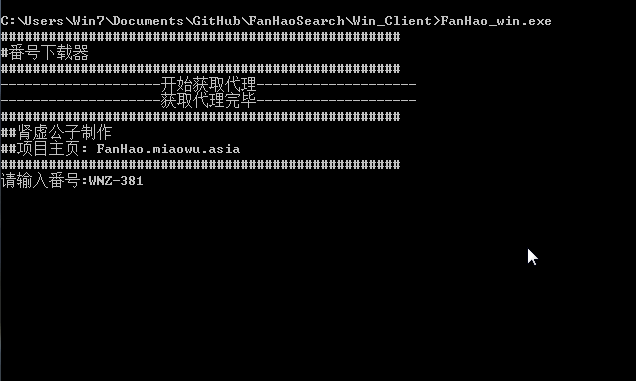 C:\Users\Win7\Documents\GitHub\FanHaoSearch\Win_Client>FanHao_win.exe
##################################################
#番号下载器
##################################################
--------------------开始获取代理--------------------
--------------------获取代理完毕--------------------
##################################################
##肾虚公子制作
##项目主页: FanHao.miaowu.asia
##################################################
请输入番号:WNZ-381